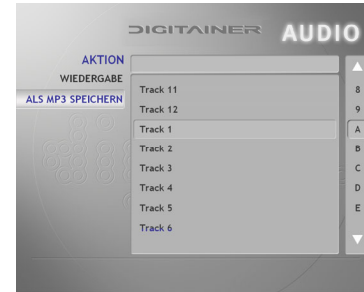 DIGITAINER AUDIO
AKTION
WIEDERGABE
ALS MP3 SPEICHERN
Track 11
Track 12
Track 1
Track 2
Track 3
Track 4
Track 5
Track 6
8
9
A
B
C
D
E